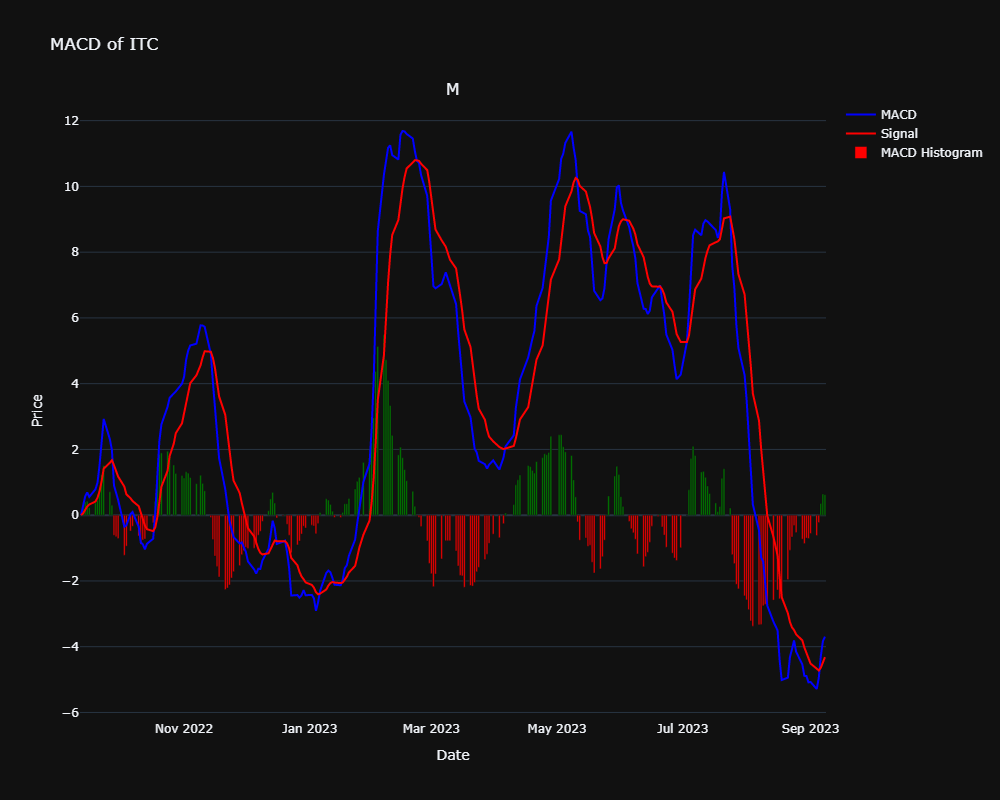 MACD of ITC
M
MACD
Signal
MACD Histogram
12
10
8
6
4
2
0
−2
−4
−6
Price
Nov 2022
Jan 2023
Mar 2023
May 2023
Jul 2023
Sep 2023
Date